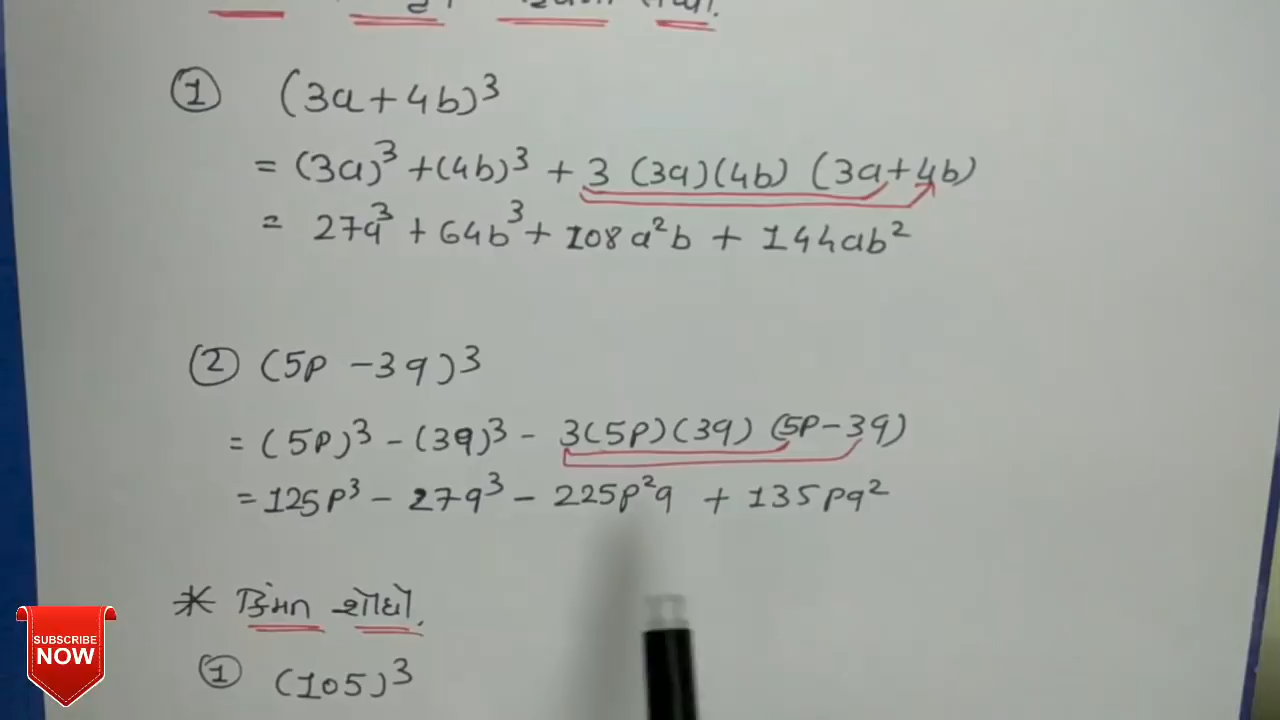 ① (3a+4b)³
= (3a)³ +(4b)³ + 3 (3a)(4b) (3a+4b)
= 27a³ + 64b³ + 108a²b + 144ab²
② (5p -3q)³
= (5p)³ - (3q)³ - 3(5p)(3q) (5p-3q)
= 125p³ - 27q³ - 225p²q + 135pq²
* કિંમત શોધો.
① (105)³
SUBSCRIBE
NOW